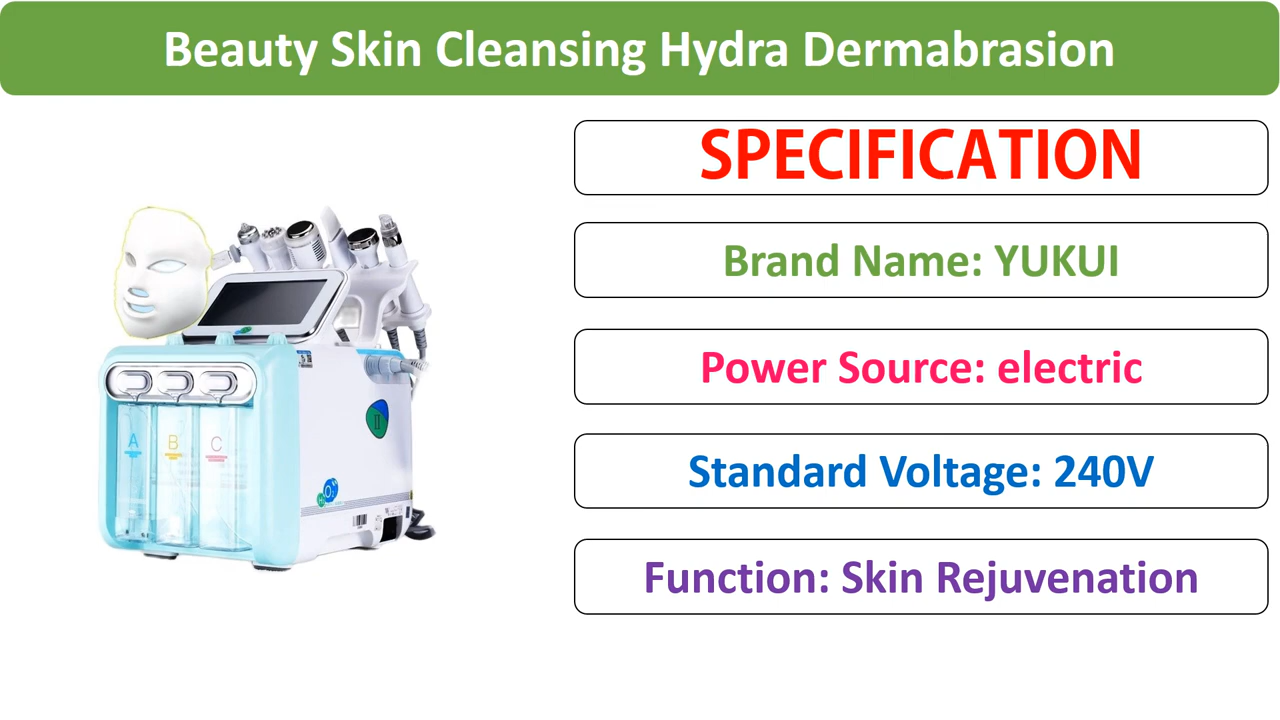 Beauty Skin Cleansing Hydra Dermabrasion
SPECIFICATION
Brand Name: YUKUI
Power Source: electric
Standard Voltage: 240V
Function: Skin Rejuvenation
A B C